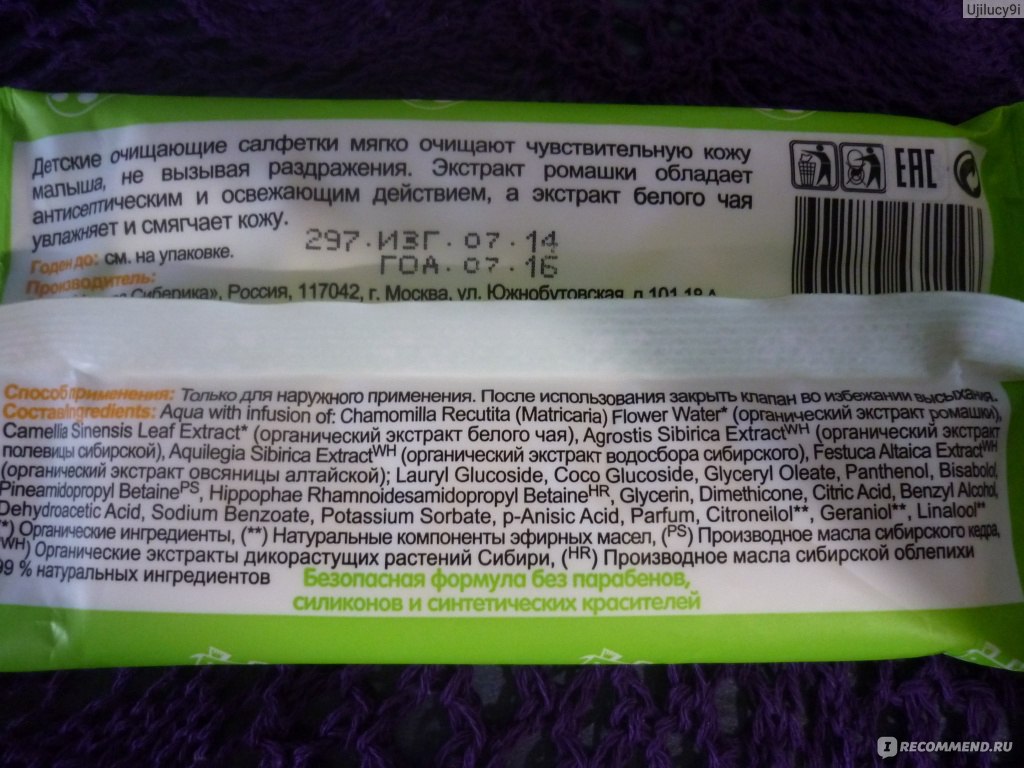 Ujilucy9i
Детские очищающие салфетки мягко очищают чувствительную кожу
малыша, не вызывая раздражения. Экстракт ромашки обладает
антисептическим и освежающим действием, а экстракт белого чая
увлажняет и смягчает кожу.
EAC
297.ИЗГ.07.14
ГОД.07.16
Годен до: см. на упаковке.
Производитель:
Сиберика», Россия, 117042, г. Москва, ул. Южнобутовская, д.101
Способ применения: Только для наружного применения. После использования закрыть клапан во избежании высыхания.
Состав/Ingredients: Aqua with infusion of: Chamomilla Recutita (Matricaria) Flower Water* (органический экстракт ромашки),
Camellia Sinensis Leaf Extract* (органический экстракт белого чая), Agrostis Sibirica Extract^WH (органический экстракт
полевицы сибирской), Aquilegia Sibirica Extract^WH (органический экстракт водосбора сибирского), Festuca Altaica Extract^WH
(органический экстракт овсяницы алтайской); Lauryl Glucoside, Coco Glucoside, Glyceryl Oleate, Panthenol, Bisabolol,
Pineamidopropyl Betaine^PS, Hippophae Rhamnoidesamidopropyl Betaine^HR, Glycerin, Dimethicone, Citric Acid, Benzyl Alcohol,
Dehydroacetic Acid, Sodium Benzoate, Potassium Sorbate, p-Anisic Acid, Parfum, Citroneilol**, Geraniol**, Linalool**
*) Органические ингредиенты, (**) Натуральные компоненты эфирных масел, (PS) Производное масла сибирского кедра,
WH) Органические экстракты дикорастущих растений Сибири, (HR) Производное масла сибирской облепихи
99 % натуральных ингредиентов
Безопасная формула без парабенов,
силиконов и синтетических красителей
I RECOMMEND.RU